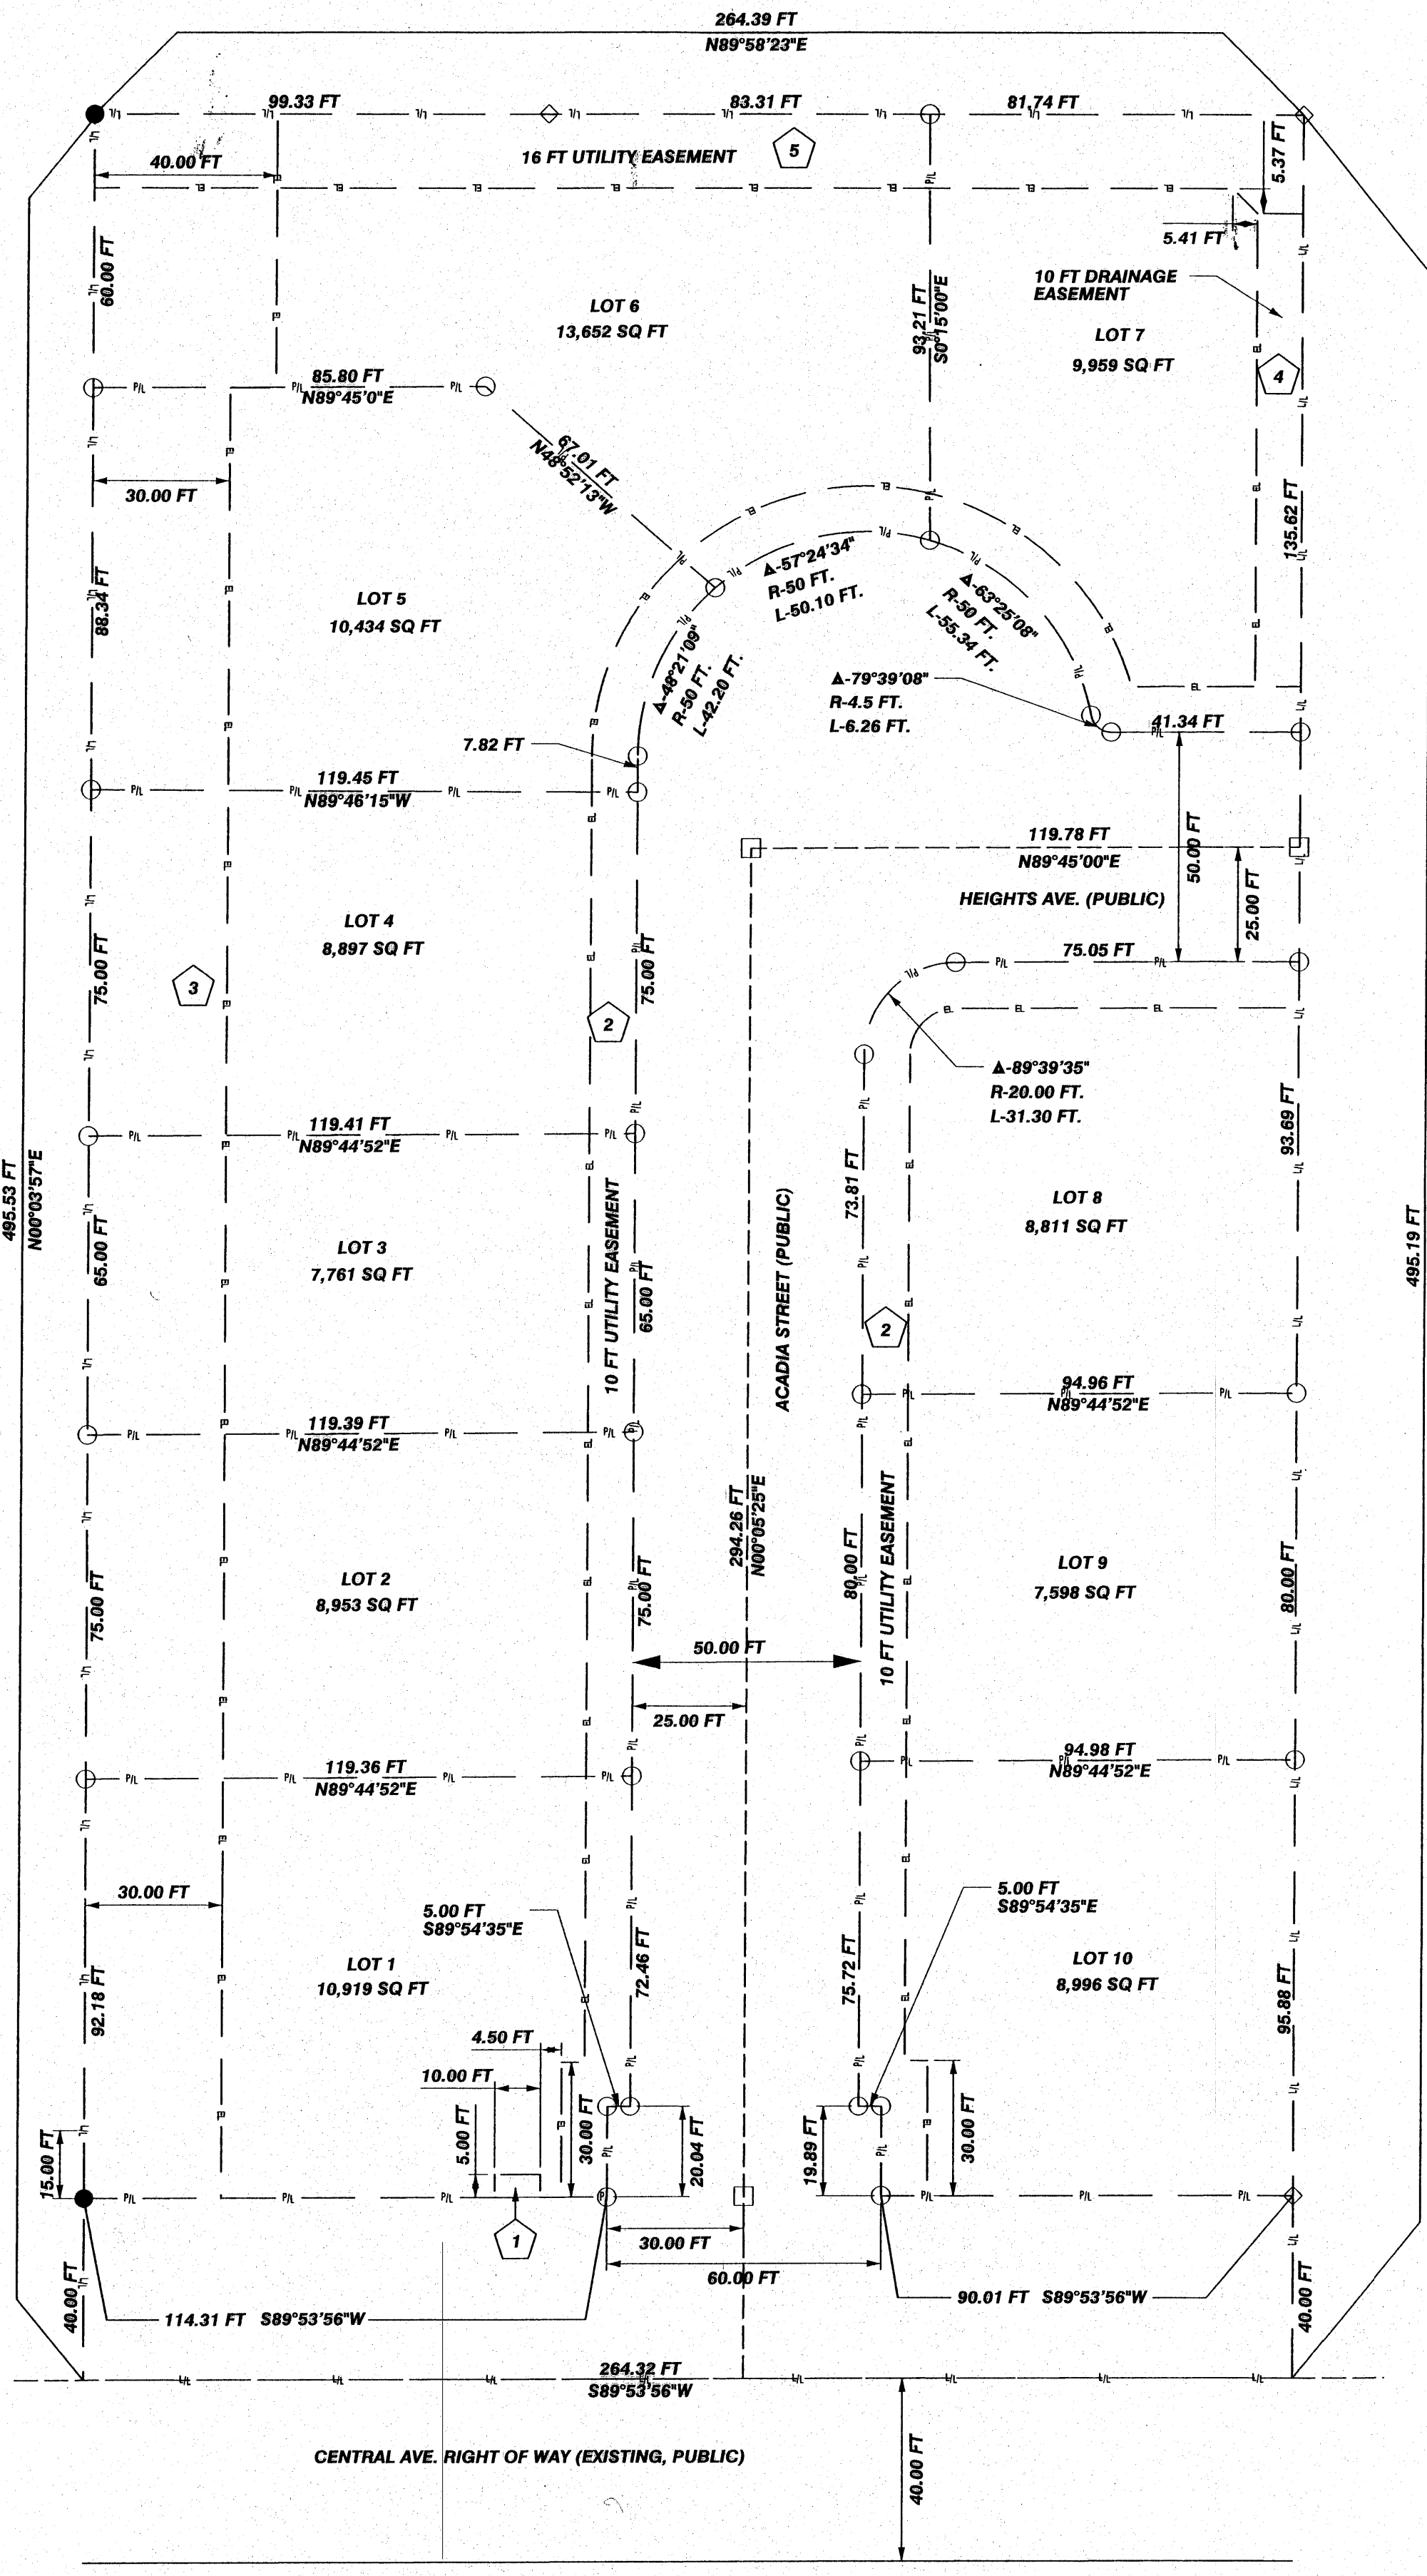 264.39 FT
N89°58'23"E
99.33 FT
83.31 FT
81.74 FT
40.00 FT
16 FT UTILITY EASEMENT
5
5.37 FT
5.41 FT
60.00 FT
LOT 6
13,652 SQ FT
93.21 FT
S0°15'00"E
10 FT DRAINAGE
EASEMENT
LOT 7
9,959 SQ FT
4
85.80 FT
N89°45'0"E
30.00 FT
67.01 FT
N48°52'13"W
135.62 FT
88.34 FT
LOT 5
10,434 SQ FT
▲-57°24'34"
R-50 FT.
L-50.10 FT.
▲-63°25'08"
R-50 FT.
L-55.34 FT.
▲-48°21'09"
R-50 FT.
L-42.20 FT.
▲-79°39'08"
R-4.5 FT.
L-6.26 FT.
41.34 FT
7.82 FT
119.45 FT
N89°46'15"W
119.78 FT
N89°45'00"E
50.00 FT
25.00 FT
HEIGHTS AVE. (PUBLIC)
LOT 4
8,897 SQ FT
75.00 FT
3
75.00 FT
2
75.05 FT
▲-89°39'35"
R-20.00 FT.
L-31.30 FT.
119.41 FT
N89°44'52"E
93.69 FT
73.81 FT
495.53 FT
N00°03'57"E
495.19 FT
LOT 8
8,811 SQ FT
LOT 3
7,761 SQ FT
65.00 FT
10 FT UTILITY EASEMENT
65.00 FT
ACADIA STREET (PUBLIC)
2
94.96 FT
N89°44'52"E
119.39 FT
N89°44'52"E
294.26 FT
N00°05'25"E
LOT 2
8,953 SQ FT
75.00 FT
75.00 FT
80.00 FT
10 FT UTILITY EASEMENT
LOT 9
7,598 SQ FT
80.00 FT
50.00 FT
25.00 FT
119.36 FT
N89°44'52"E
94.98 FT
N89°44'52"E
30.00 FT
5.00 FT
S89°54'35"E
5.00 FT
S89°54'35"E
LOT 1
10,919 SQ FT
72.46 FT
75.72 FT
LOT 10
8,996 SQ FT
92.18 FT
95.88 FT
4.50 FT
10.00 FT
5.00 FT
30.00 FT
20.04 FT
19.89 FT
30.00 FT
15.00 FT
1
30.00 FT
60.00 FT
40.00 FT
114.31 FT S89°53'56"W
90.01 FT S89°53'56"W
40.00 FT
264.32 FT
S89°53'56"W
CENTRAL AVE. RIGHT OF WAY (EXISTING, PUBLIC)
40.00 FT